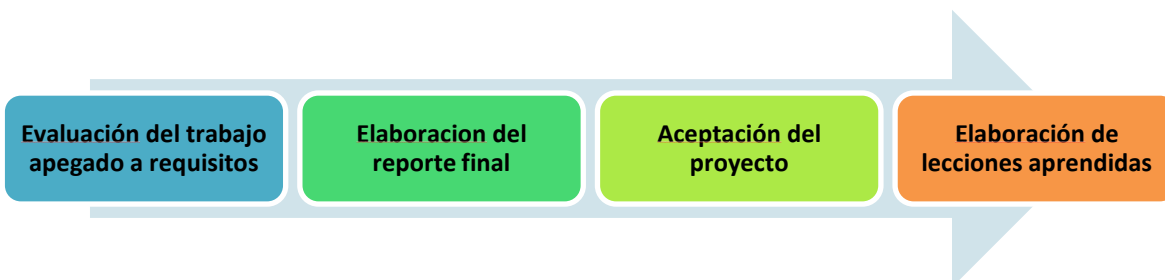 Evaluación del trabajo
apegado a requisitos
Elaboracion del
reporte final
Aceptación del
proyecto
Elaboración de
lecciones aprendidas